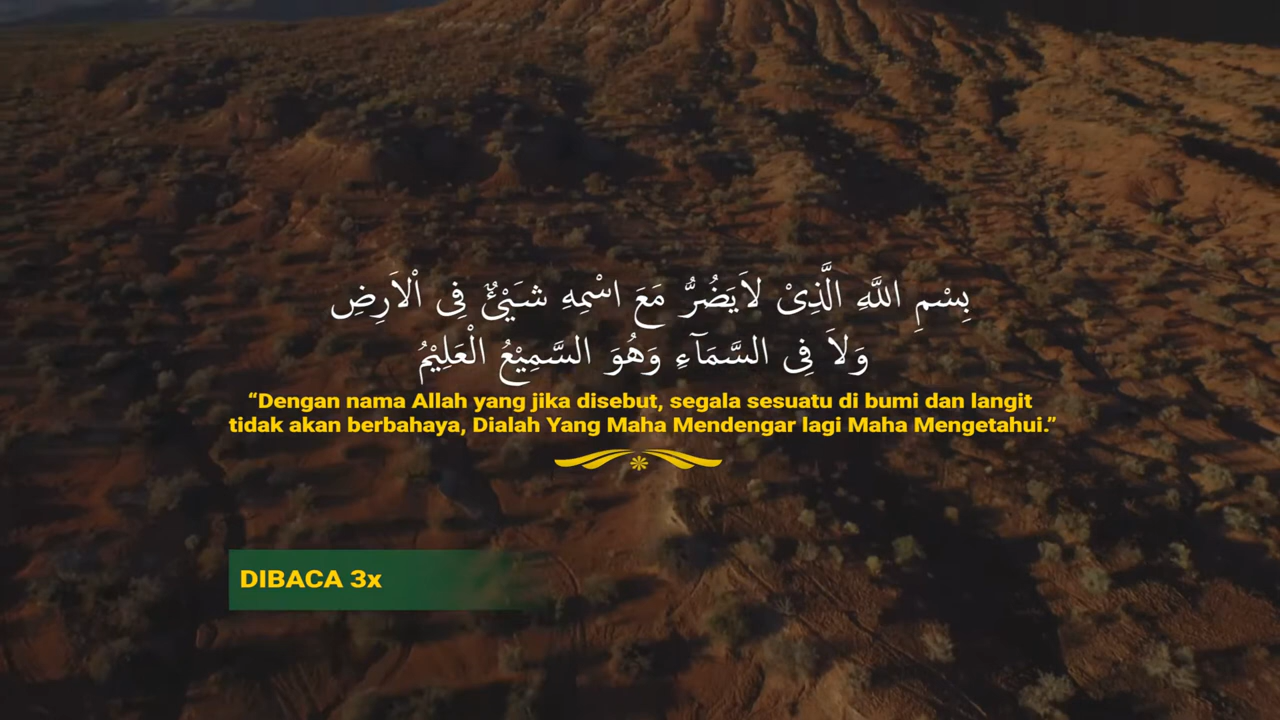 بِسْمِ اللَّهِ الَّذِىْ لاَيَضُرُّ مَعَ اسْمِهِ شَيْئٌ فِى اْلاَرِضِ
وَلاَ فِى السَّمَآءِ وَهُوَ السَّمِيْعُ الْعَلِيْمُ
“Dengan nama Allah yang jika disebut, segala sesuatu di bumi dan langit
tidak akan berbahaya, Dialah Yang Maha Mendengar lagi Maha Mengetahui.”
DIBACA 3x